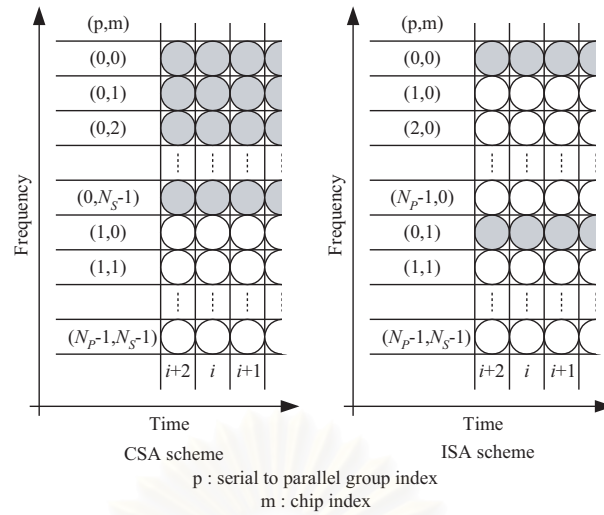 (p,m)
(0,0)
(0,1)
(0,2)
(0,N_S-1)
(1,0)
(1,1)
(N_P-1,N_S-1)
i+2 i i+1
Frequency
Time
CSA scheme
(p,m)
(0,0)
(1,0)
(2,0)
(N_P-1,0)
(0,1)
(1,1)
(N_P-1,N_S-1)
i+2 i i+1
Frequency
Time
ISA scheme
p : serial to parallel group index
m : chip index